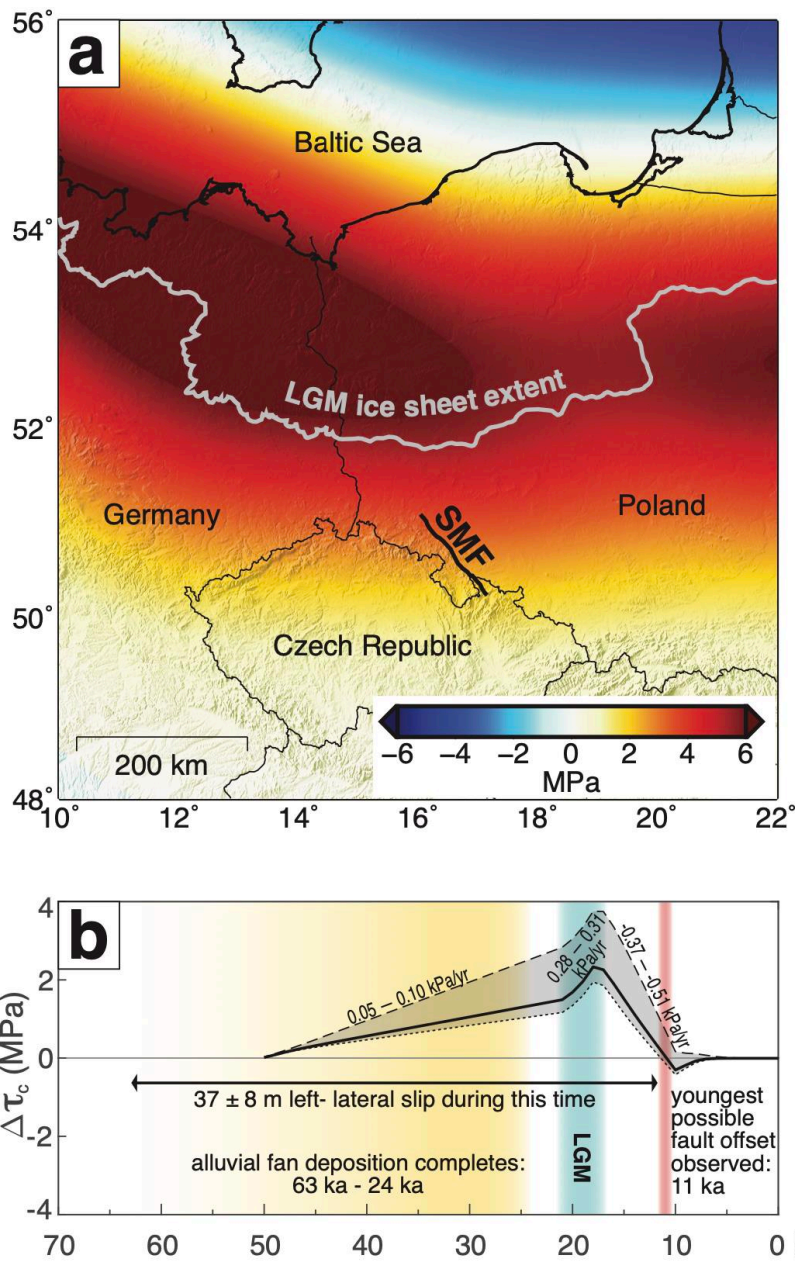 a
56°
54°
52°
50°
48°
Baltic Sea
LGM ice sheet extent
Germany
Poland
SMF
Czech Republic
200 km
−6 −4 −2 0 2 4 6
MPa
10° 12° 14° 16° 18° 20° 22°
b
4
2
0
-2
-4
Δτc (MPa)
0.05 – 0.10 kPa/yr
0.28 – 0.31
kPa/yr
-0.37 – -0.51 kPa/yr
37 ± 8 m left- lateral slip during this time
alluvial fan deposition completes:
63 ka - 24 ka
LGM
youngest
possible
fault offset
observed:
11 ka
70 60 50 40 30 20 10 0